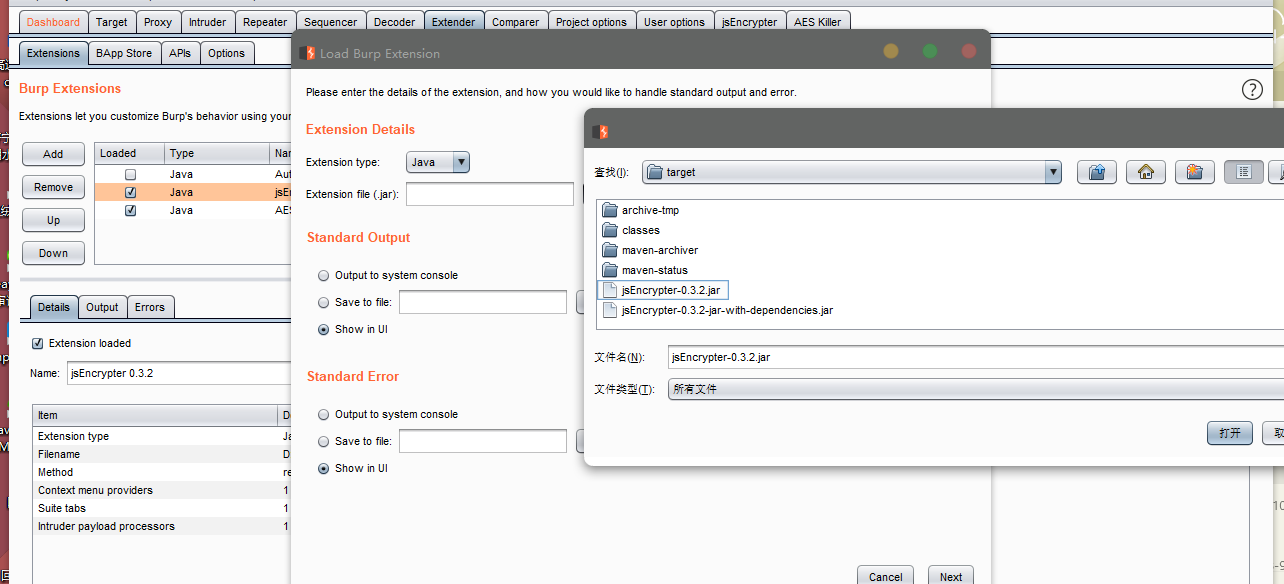 Dashboard Target Proxy Intruder Repeater Sequencer Decoder Extender Comparer Project options User options jsEncrypter AES Killer
Extensions BApp Store APIs Options
Load Burp Extension
Burp Extensions
Extensions let you customize Burp's behavior using your
Please enter the details of the extension, and how you would like to handle standard output and error.
?
Add
Remove
Up
Down
Loaded Type
Java
Java
Java
Extension Details
Extension type: Java
Extension file (.jar):
Standard Output
Output to system console
Save to file:
Show in UI
Standard Error
Output to system console
Save to file:
Show in UI
Cancel Next
查找(I): target
archive-tmp
classes
maven-archiver
maven-status
jsEncrypter-0.3.2.jar
jsEncrypter-0.3.2-jar-with-dependencies.jar
文件名(N): jsEncrypter-0.3.2.jar
文件类型(T): 所有文件
打开 取
Details Output Errors
Extension loaded
Name: jsEncrypter 0.3.2
Item
Extension type
Filename
Method
Context menu providers 1
Suite tabs 1
Intruder payload processors 1